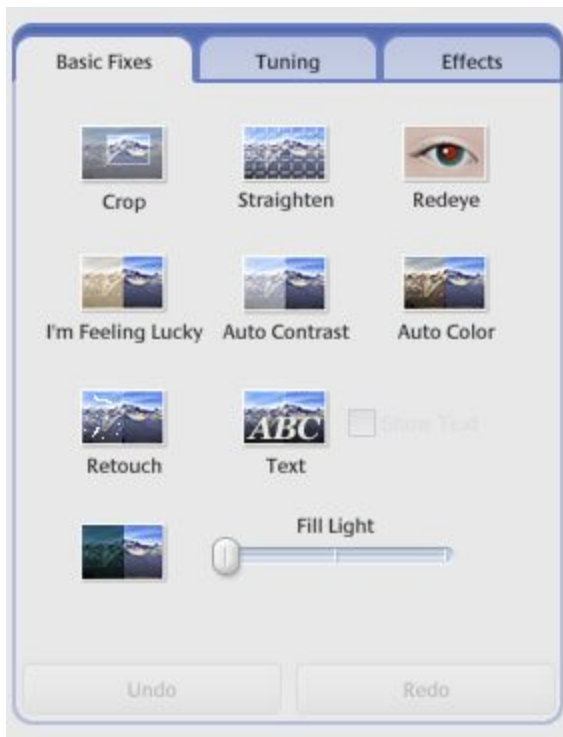 Basic Fixes Tuning Effects
Crop Straighten Redeye
I'm Feeling Lucky Auto Contrast Auto Color
ABC
Show Text
Retouch Text
Fill Light
Undo Redo